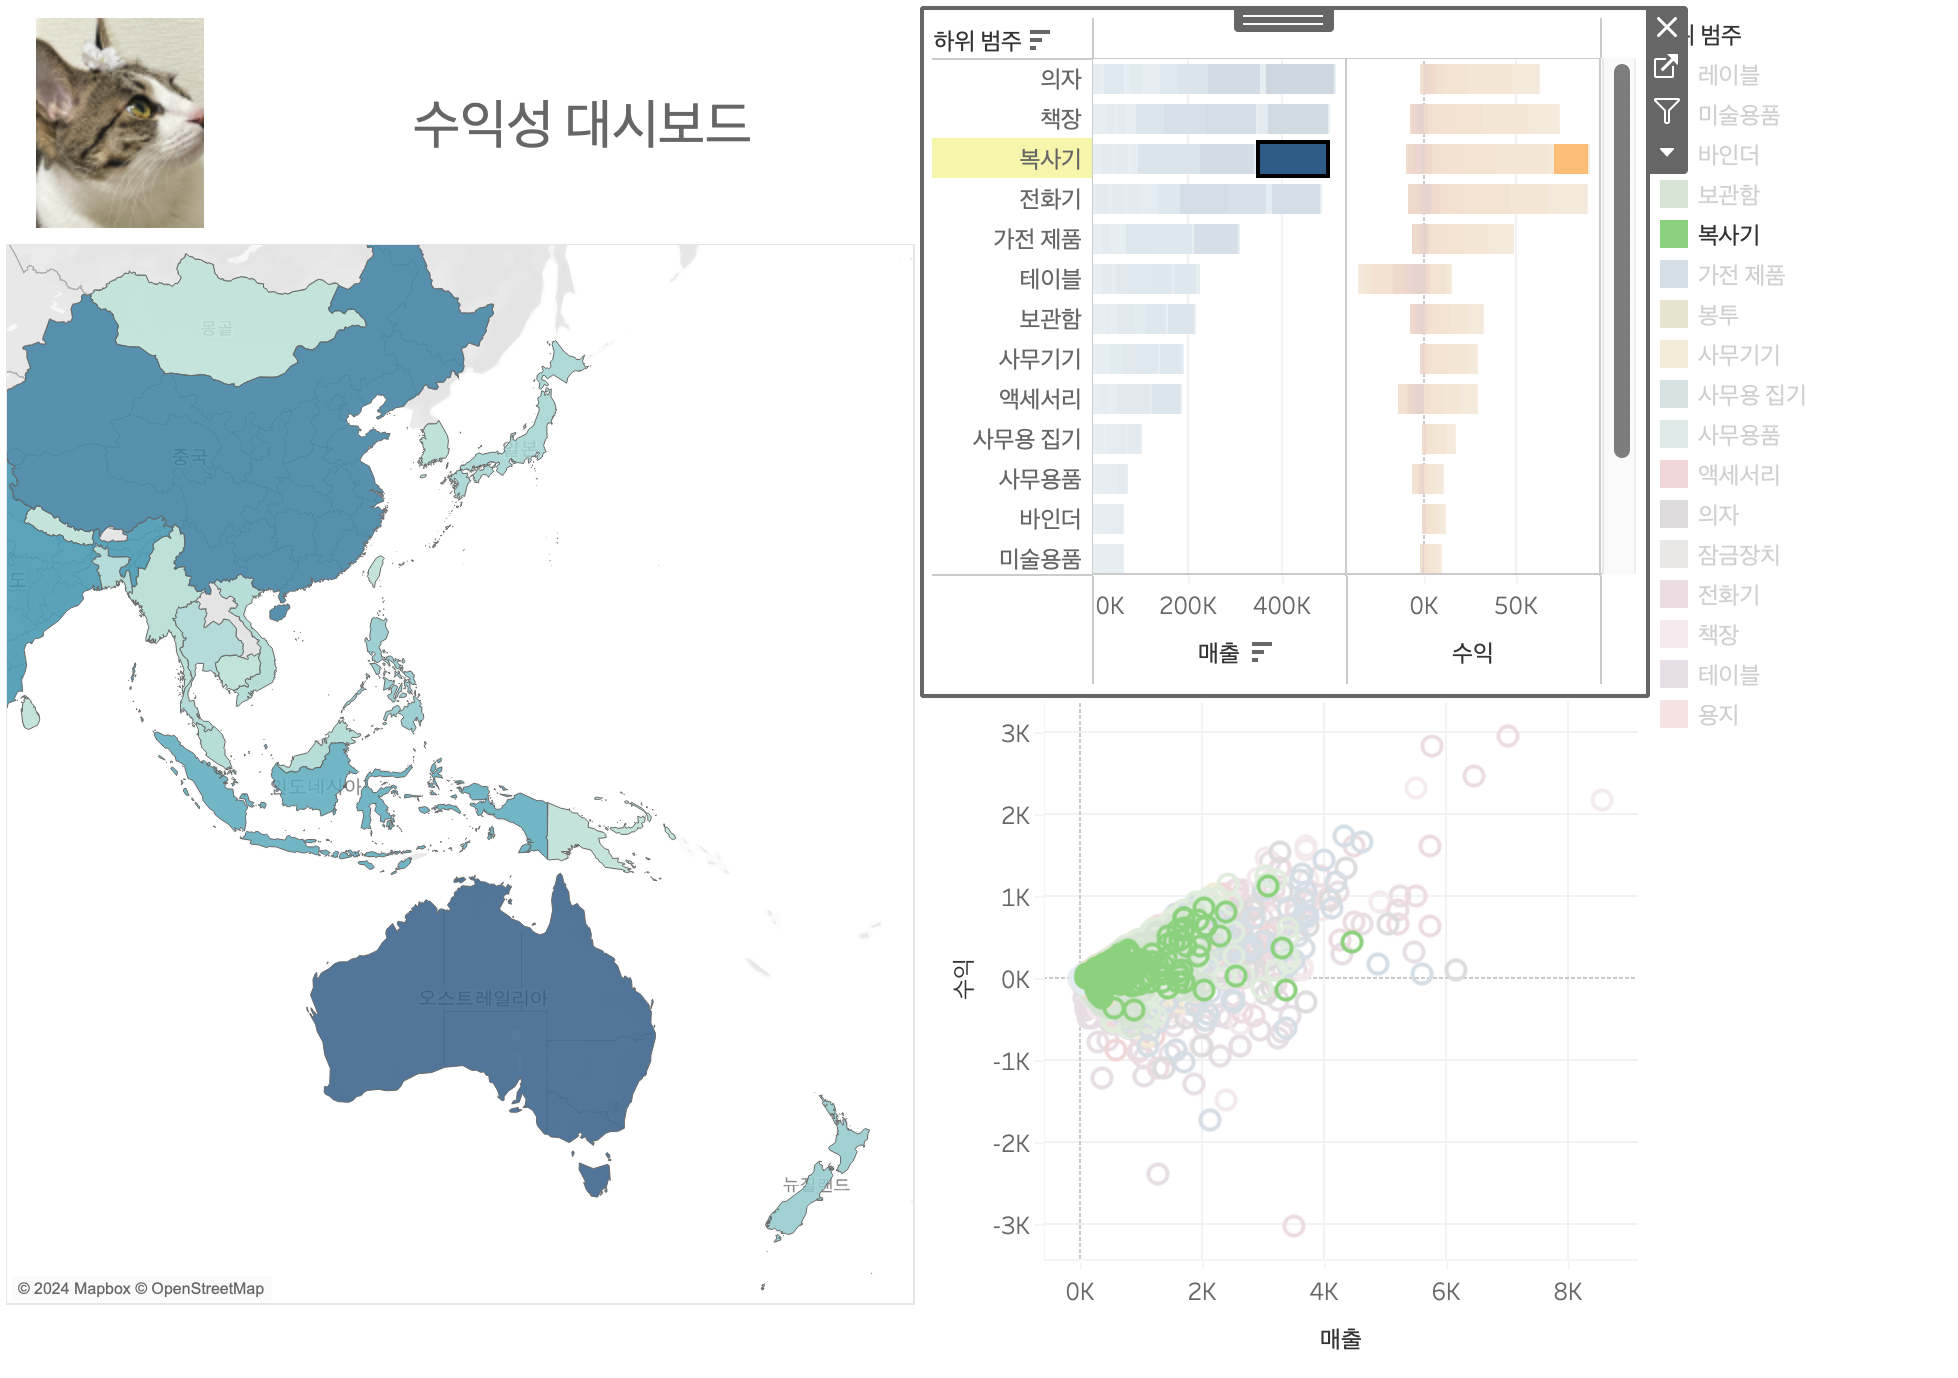 수익성 대시보드
몽골
중국
일본
도
인도네시아
오스트레일리아
뉴질랜드
© 2024 Mapbox © OpenStreetMap
하위 범주
의자
책장
복사기
전화기
가전 제품
테이블
보관함
사무기기
액세서리
사무용 집기
사무용품
바인더
미술용품
0K 200K 400K 0K 50K
매출 수익
3K
2K
1K
0K
-1K
-2K
-3K
수익
0K 2K 4K 6K 8K
매출
위 범주
레이블
미술용품
바인더
보관함
복사기
가전 제품
봉투
사무기기
사무용 집기
사무용품
액세서리
의자
잠금장치
전화기
책장
테이블
용지